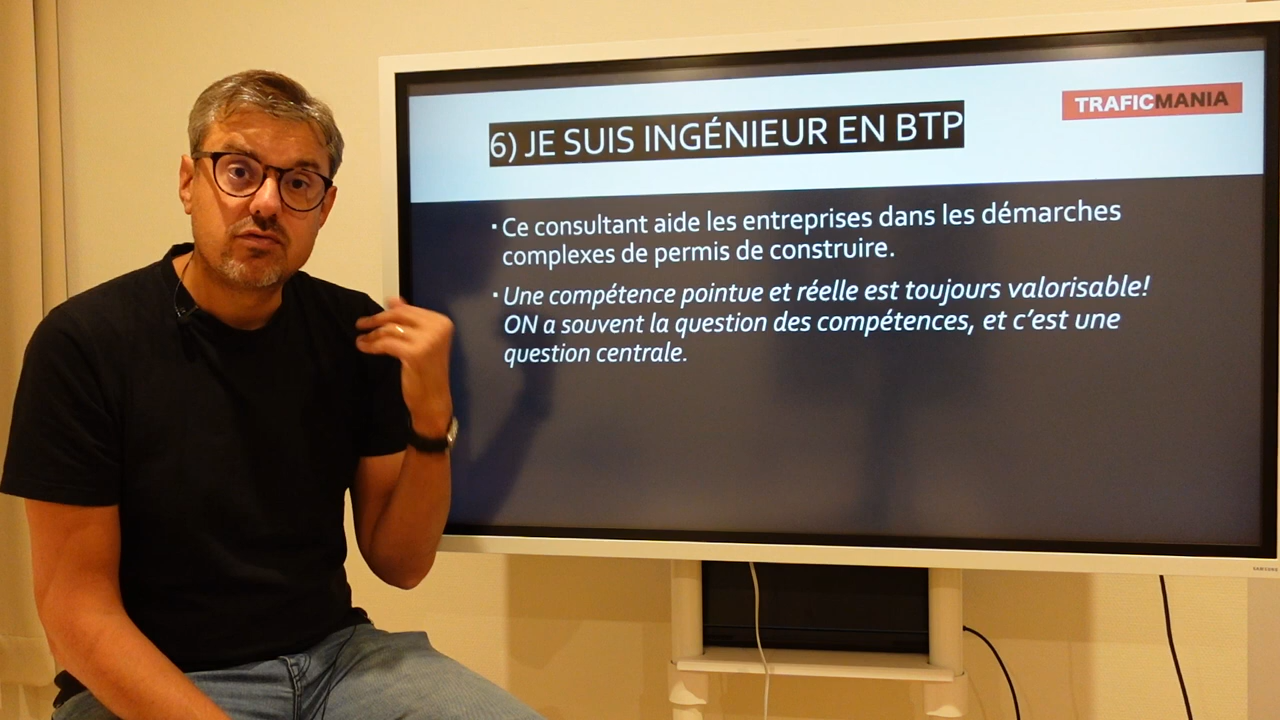 TRAFICMANIA
6) JE SUIS INGÉNIEUR EN BTP
▪ Ce consultant aide les entreprises dans les démarches
complexes de permis de construire.
▪ Une compétence pointue et réelle est toujours valorisable!
ON a souvent la question des compétences, et c’est une
question centrale.
SAMSUNG